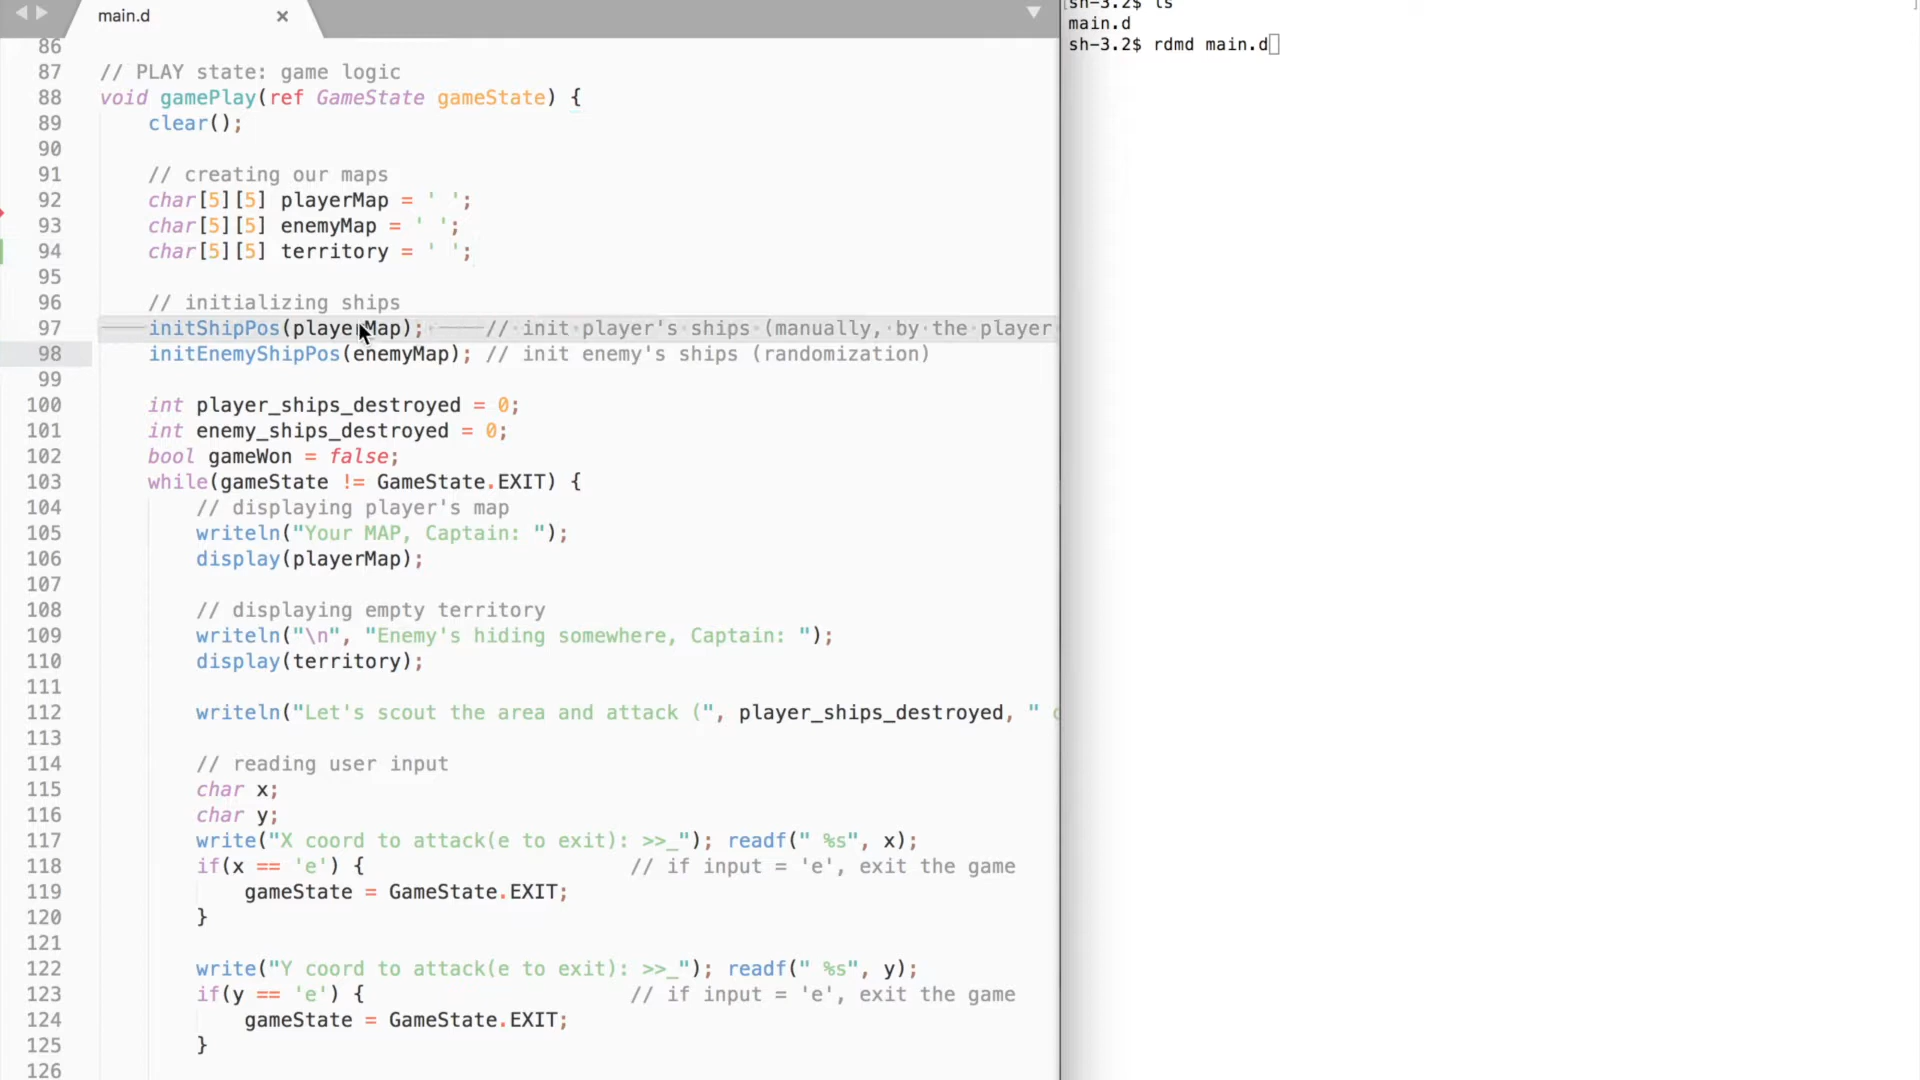 main.d
86
87 // PLAY state: game logic
88 void gamePlay(ref GameState gameState) {
89     clear();
90
91     // creating our maps
92     char[5][5] playerMap = ' ';
93     char[5][5] enemyMap = ' ';
94     char[5][5] territory = ' ';
95
96     // initializing ships
97     initShipPos(playerMap);     // init player's ships (manually, by the player
98     initEnemyShipPos(enemyMap); // init enemy's ships (randomization)
99
100     int player_ships_destroyed = 0;
101     int enemy_ships_destroyed = 0;
102     bool gameWon = false;
103     while(gameState != GameState.EXIT) {
104         // displaying player's map
105         writeln("Your MAP, Captain: ");
106         display(playerMap);
107
108         // displaying empty territory
109         writeln("\n", "Enemy's hiding somewhere, Captain: ");
110         display(territory);
111
112         writeln("Let's scout the area and attack (", player_ships_destroyed, "
113
114         // reading user input
115         char x;
116         char y;
117         write("X coord to attack(e to exit): >>_"); readf(" %s", x);
118         if(x == 'e') {                      // if input = 'e', exit the game
119             gameState = GameState.EXIT;
120         }
121
122         write("Y coord to attack(e to exit): >>_"); readf(" %s", y);
123         if(y == 'e') {                      // if input = 'e', exit the game
124             gameState = GameState.EXIT;
125         }
126
sh-3.2$ ls
main.d
sh-3.2$ rdmd main.d